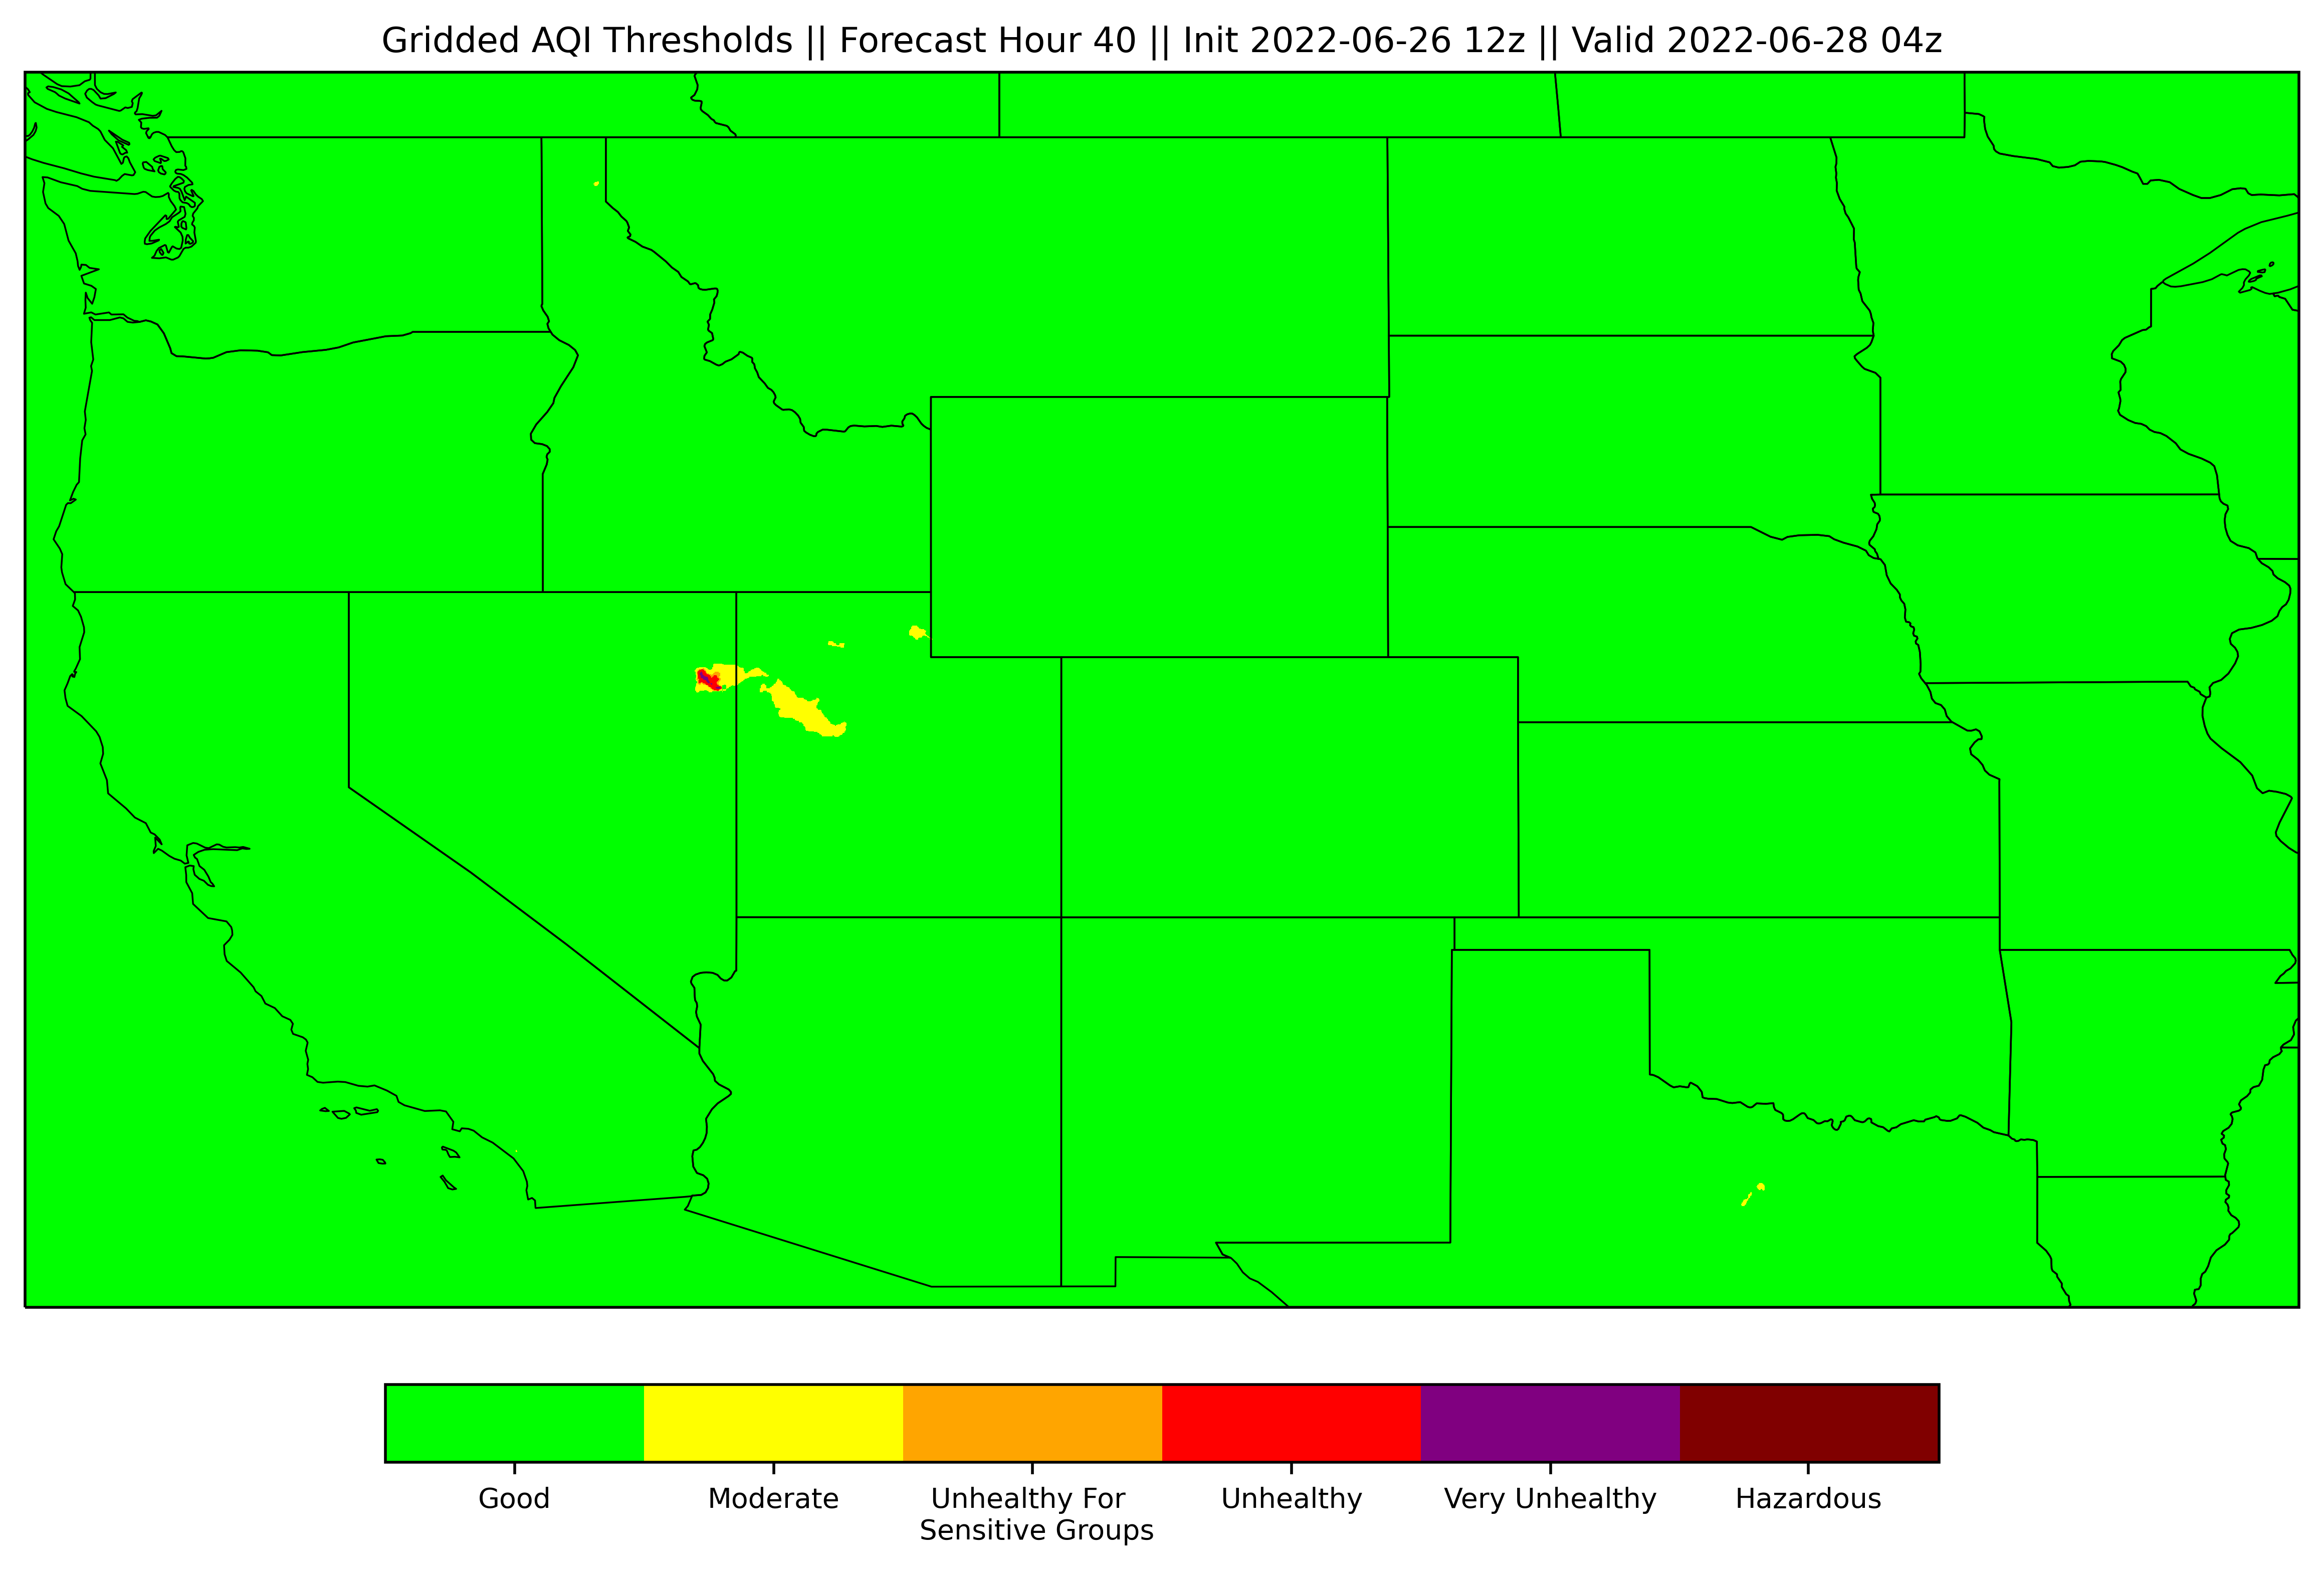 Gridded AQI Thresholds || Forecast Hour 40 || Init 2022-06-26 12z || Valid 2022-06-28 04z
Good
Moderate
Unhealthy For
Sensitive Groups
Unhealthy
Very Unhealthy
Hazardous